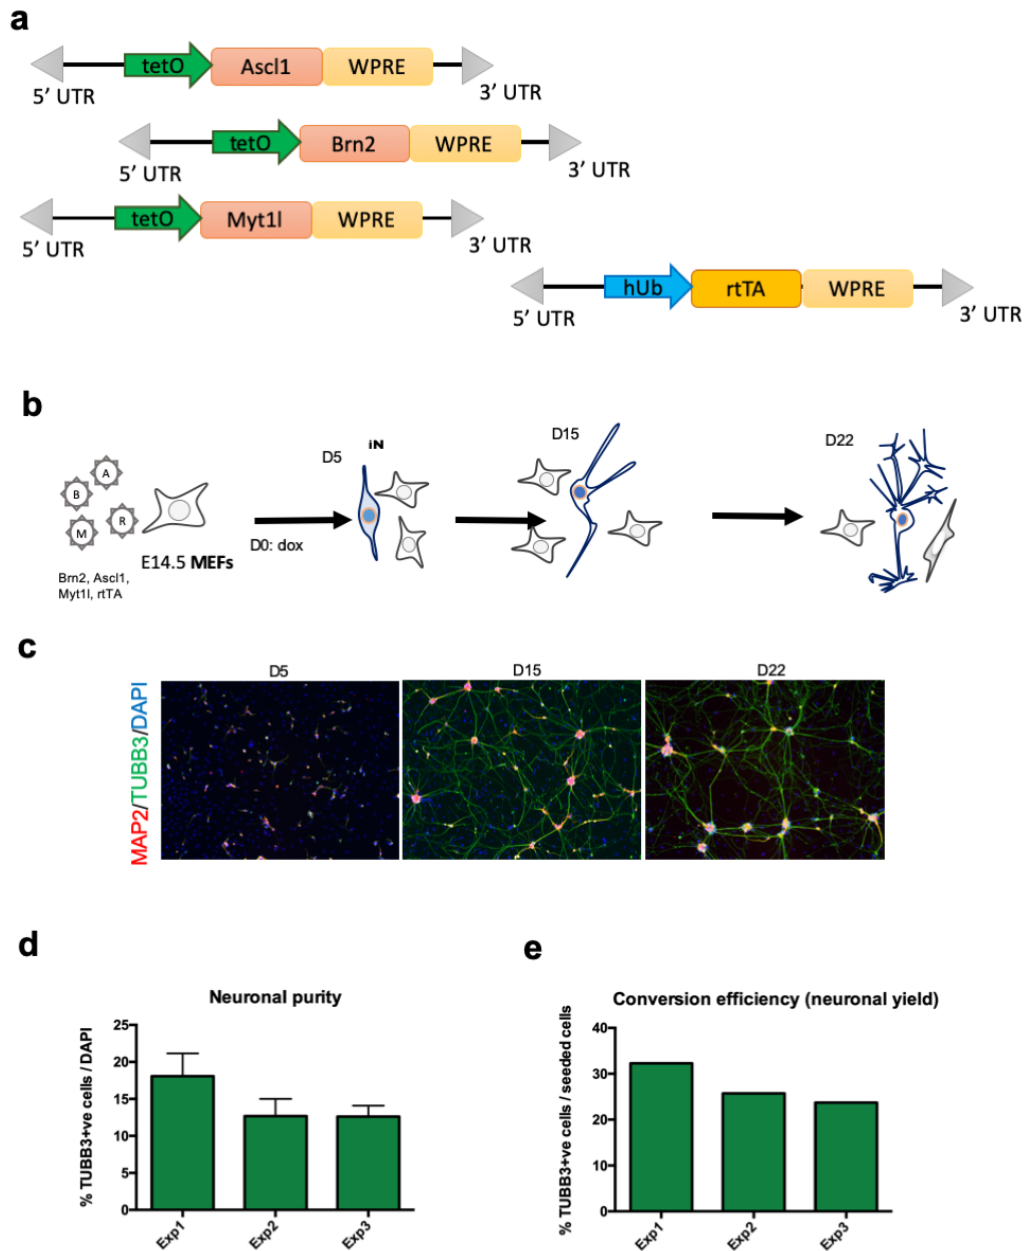 a
tetO Ascl1 WPRE
5' UTR 3' UTR
tetO Brn2 WPRE
5' UTR 3' UTR
tetO Myt1l WPRE
5' UTR 3' UTR
hUb rtTA WPRE
5' UTR 3' UTR
b
A
B
M
R
Brn2, Ascl1,
Myt1l, rtTA
E14.5 MEFs
D0: dox
D5
iN
D15
D22
c
D5 D15 D22
MAP2/TUBB3/DAPI
d
Neuronal purity
% TUBB3+ve cells / DAPI
25
20
15
10
5
0
Exp1 Exp2 Exp3
e
Conversion efficiency (neuronal yield)
% TUBB3+ve cells / seeded cells
40
30
20
10
0
Exp1 Exp2 Exp3